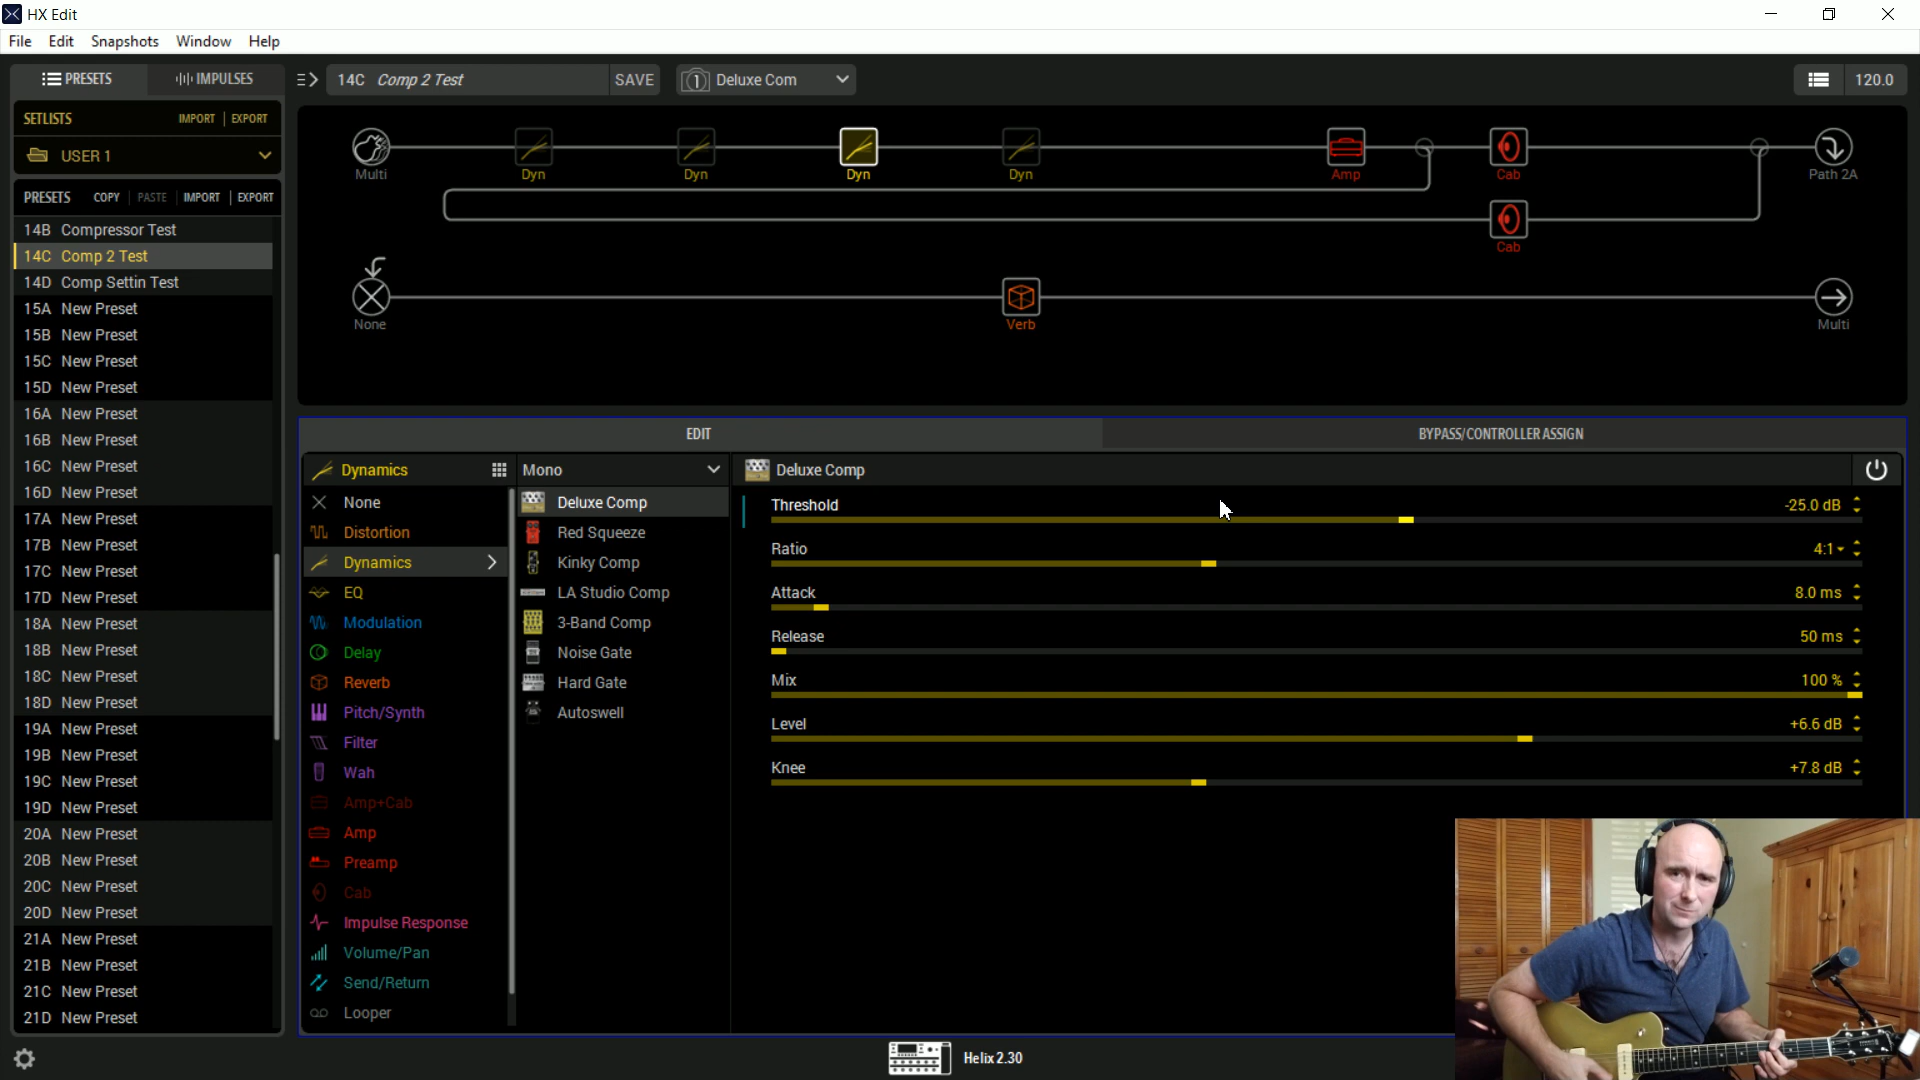 HX Edit
File Edit Snapshots Window Help
PRESETS IMPULSES
14C Comp 2 Test SAVE 1 Deluxe Com 120.0
SETLISTS IMPORT EXPORT
USER 1
PRESETS COPY PASTE IMPORT EXPORT
14B Compressor Test
14C Comp 2 Test
14D Comp Settin Test
15A New Preset
15B New Preset
15C New Preset
15D New Preset
16A New Preset
16B New Preset
16C New Preset
16D New Preset
17A New Preset
17B New Preset
17C New Preset
17D New Preset
18A New Preset
18B New Preset
18C New Preset
18D New Preset
19A New Preset
19B New Preset
19C New Preset
19D New Preset
20A New Preset
20B New Preset
20C New Preset
20D New Preset
21A New Preset
21B New Preset
21C New Preset
21D New Preset
Multi Dyn Dyn Dyn Dyn Amp Cab Path 2A
Cab
None Verb Multi
EDIT BYPASS/CONTROLLER ASSIGN
Dynamics
None
Distortion
Dynamics
EQ
Modulation
Delay
Reverb
Pitch/Synth
Filter
Wah
Amp+Cab
Amp
Preamp
Cab
Impulse Response
Volume/Pan
Send/Return
Looper
Mono
Deluxe Comp
Red Squeeze
Kinky Comp
LA Studio Comp
3-Band Comp
Noise Gate
Hard Gate
Autoswell
Deluxe Comp
Threshold -25.0 dB
Ratio 4:1
Attack 8.0 ms
Release 50 ms
Mix 100 %
Level +6.6 dB
Knee +7.8 dB
Helix 2.30